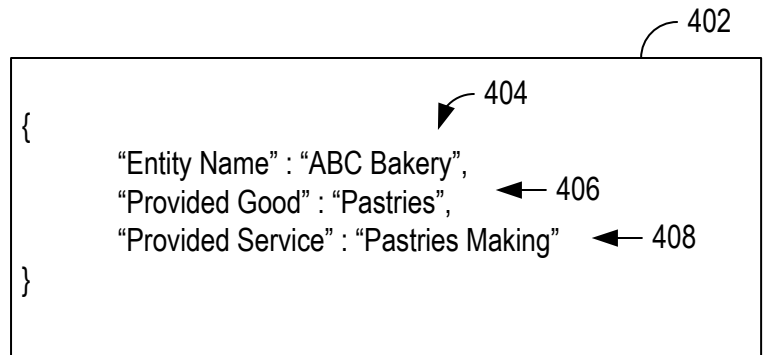 402
404
{
“Entity Name” : “ABC Bakery”,
“Provided Good” : “Pastries”,
406
“Provided Service” : “Pastries Making”
408
}